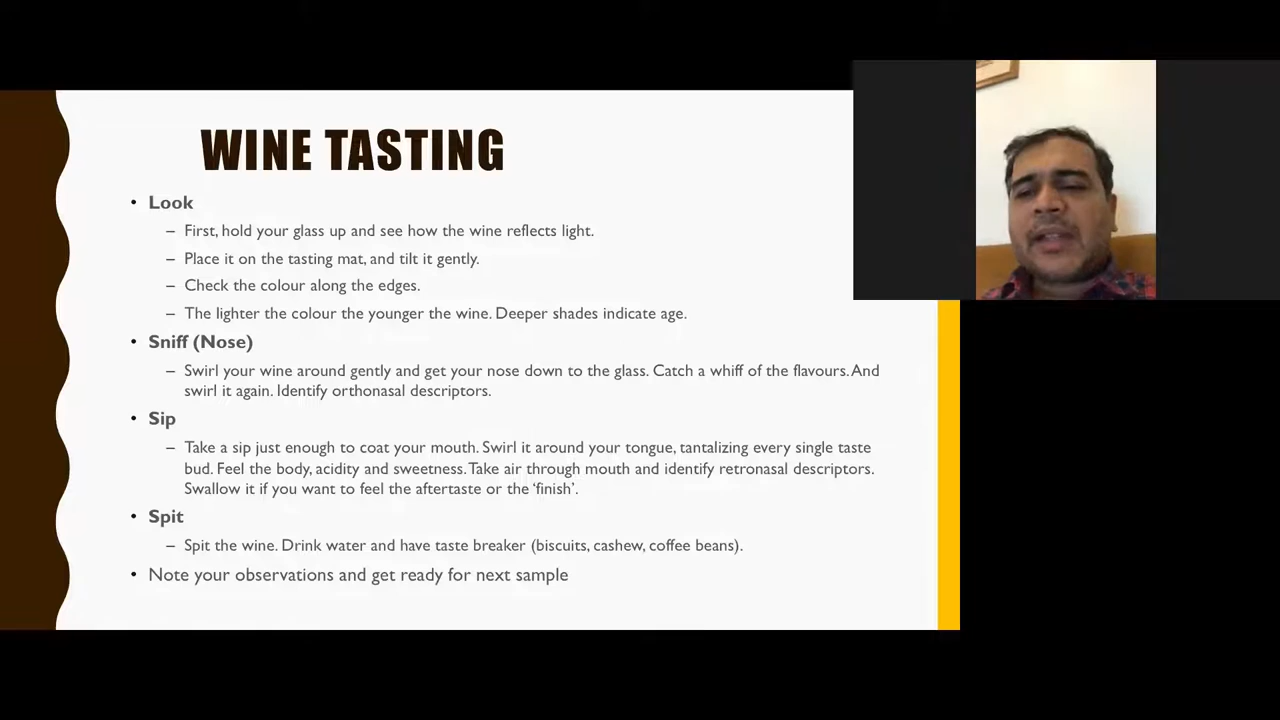 WINE TASTING
• Look
– First, hold your glass up and see how the wine reflects light.
– Place it on the tasting mat, and tilt it gently.
– Check the colour along the edges.
– The lighter the colour the younger the wine. Deeper shades indicate age.
• Sniff (Nose)
– Swirl your wine around gently and get your nose down to the glass. Catch a whiff of the flavours. And
swirl it again. Identify orthonasal descriptors.
• Sip
– Take a sip just enough to coat your mouth. Swirl it around your tongue, tantalizing every single taste
bud. Feel the body, acidity and sweetness. Take air through mouth and identify retronasal descriptors.
Swallow it if you want to feel the aftertaste or the ‘finish’.
• Spit
– Spit the wine. Drink water and have taste breaker (biscuits, cashew, coffee beans).
• Note your observations and get ready for next sample